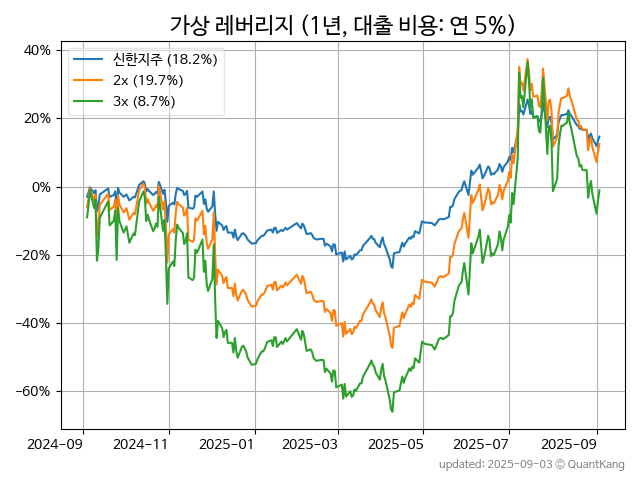 가상 레버리지 (1년, 대출 비용: 연 5%)
신한지주 (18.2%)
2x (19.7%)
3x (8.7%)
40%
20%
0%
−20%
−40%
−60%
2024-09
2024-11
2025-01
2025-03
2025-05
2025-07
2025-09
updated: 2025-09-03 © QuantKang